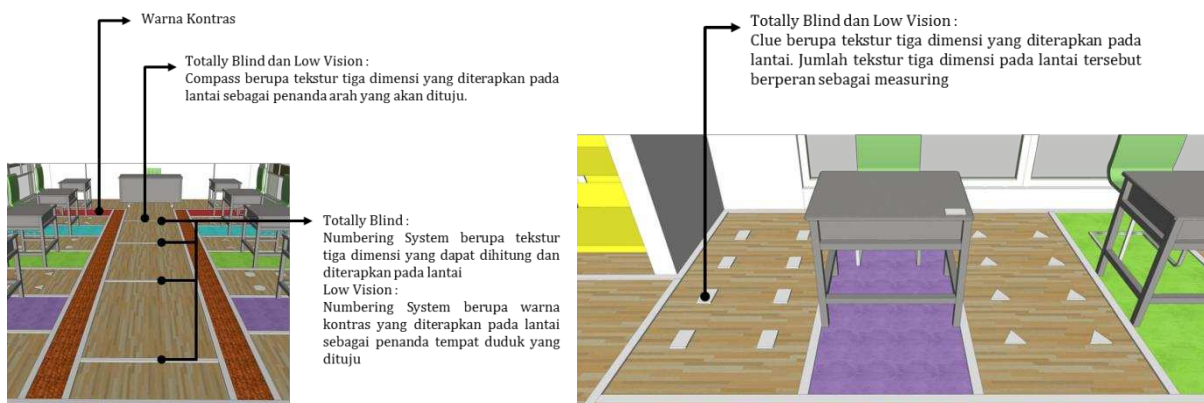 Warna Kontras
Totally Blind dan Low Vision :
Compass berupa tekstur tiga dimensi yang diterapkan pada
lantai sebagai penanda arah yang akan dituju.
Totally Blind :
Numbering System berupa tekstur
tiga dimensi yang dapat dihitung dan
diterapkan pada lantai
Low Vision :
Numbering System berupa warna
kontras yang diterapkan pada lantai
sebagai penanda tempat duduk yang
dituju
Totally Blind dan Low Vision :
Clue berupa tekstur tiga dimensi yang diterapkan pada
lantai. Jumlah tekstur tiga dimensi pada lantai tersebut
berperan sebagai measuring